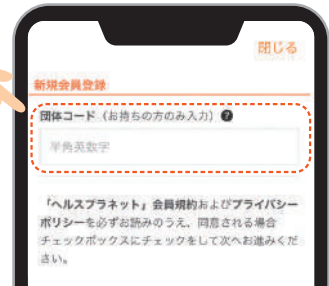 閉じる
新規会員登録
団体コード（お持ちの方のみ入力）?
半角英数字
「ヘルスプラネット」会員規約およびプライバシー
ポリシーを必ずお読みのうえ、同意される場合
チェックボックスにチェックをして次へお進みくだ
さい。